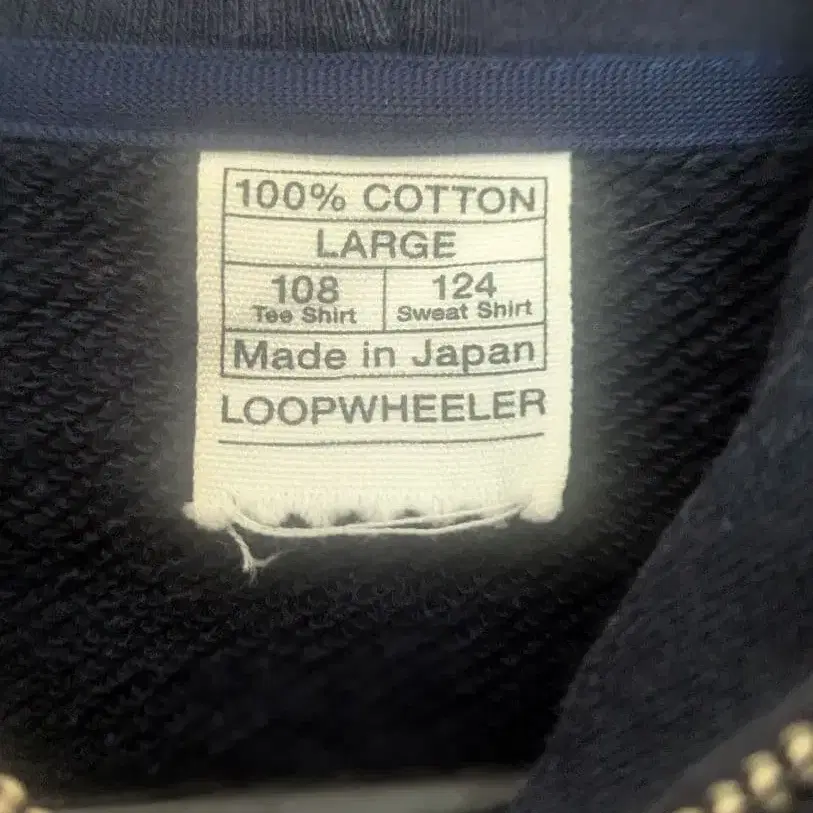 100% COTTON
LARGE
108 124
Tee Shirt Sweat Shirt
Made in Japan
LOOPWHEELER